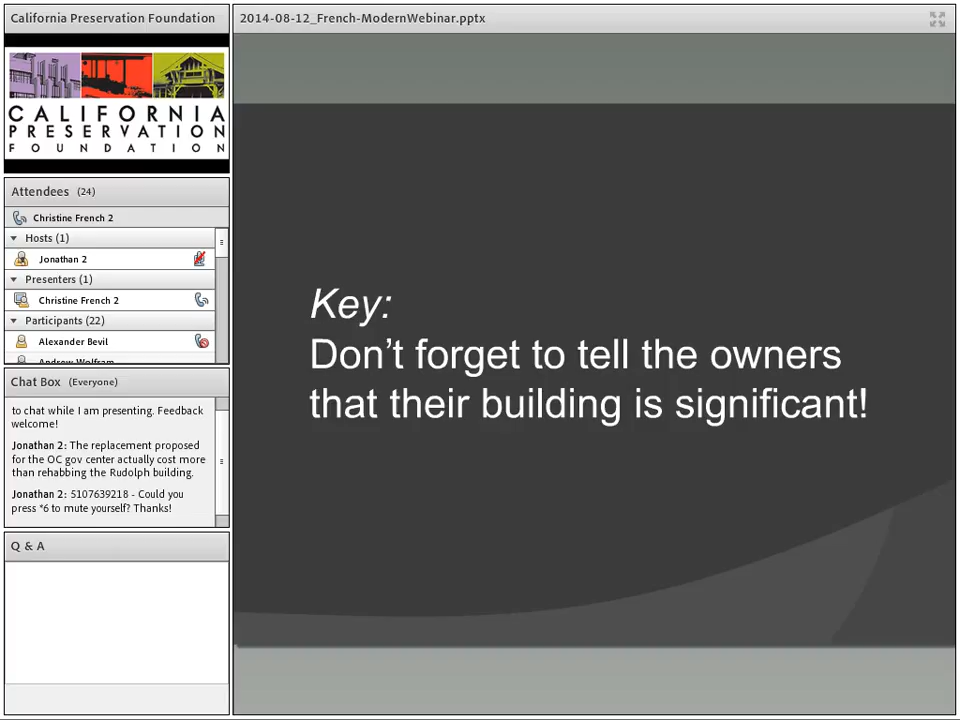 California Preservation Foundation
CALIFORNIA
PRESERVATION
FOUNDATION
Attendees (24)
Christine French 2
Hosts (1)
Jonathan 2
Presenters (1)
Christine French 2
Participants (22)
Alexander Bevil
Andrew Wolfram
Chat Box (Everyone)
to chat while I am presenting. Feedback
welcome!
Jonathan 2: The replacement proposed
for the OC gov center actually cost more
than rehabbing the Rudolph building.
Jonathan 2: 5107639218 - Could you
press *6 to mute yourself? Thanks!
Q & A
2014-08-12_French-ModernWebinar.pptx
Key:
Don't forget to tell the owners
that their building is significant!